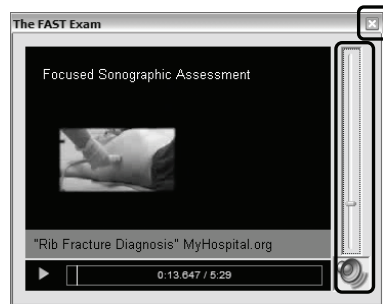 The FAST Exam
Focused Sonographic Assessment
"Rib Fracture Diagnosis" MyHospital.org
0:13.647 / 5:29